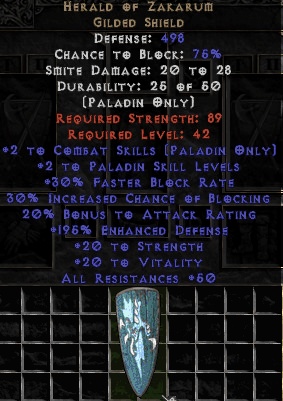 Herald of Zakarum
Gilded Shield
Defense: 498
Chance to Block: 75%
Smite Damage: 20 to 28
Durability: 25 of 50
(Paladin Only)
Required Strength: 89
Required Level: 42
+2 to Combat Skills (Paladin Only)
+2 to Paladin Skill Levels
+30% Faster Block Rate
30% Increased Chance of Blocking
20% Bonus to Attack Rating
+195% Enhanced Defense
+20 to Strength
+20 to Vitality
All Resistances +50